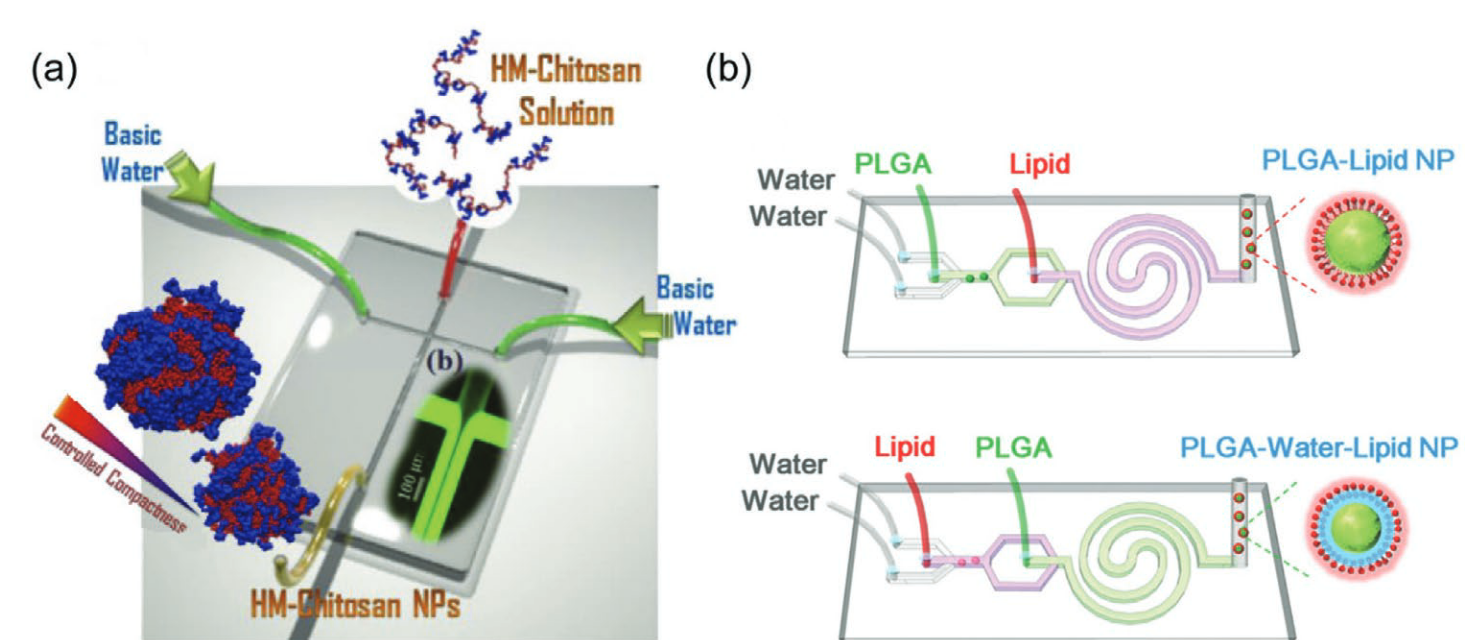 (a)
HM-Chitosan
Solution
Basic
Water
Basic
Water
(b)
100 μm
Controlled Compactness
HM-Chitosan NPs
(b)
PLGA
Lipid
PLGA-Lipid NP
Water
Water
Lipid
PLGA
PLGA-Water-Lipid NP
Water
Water